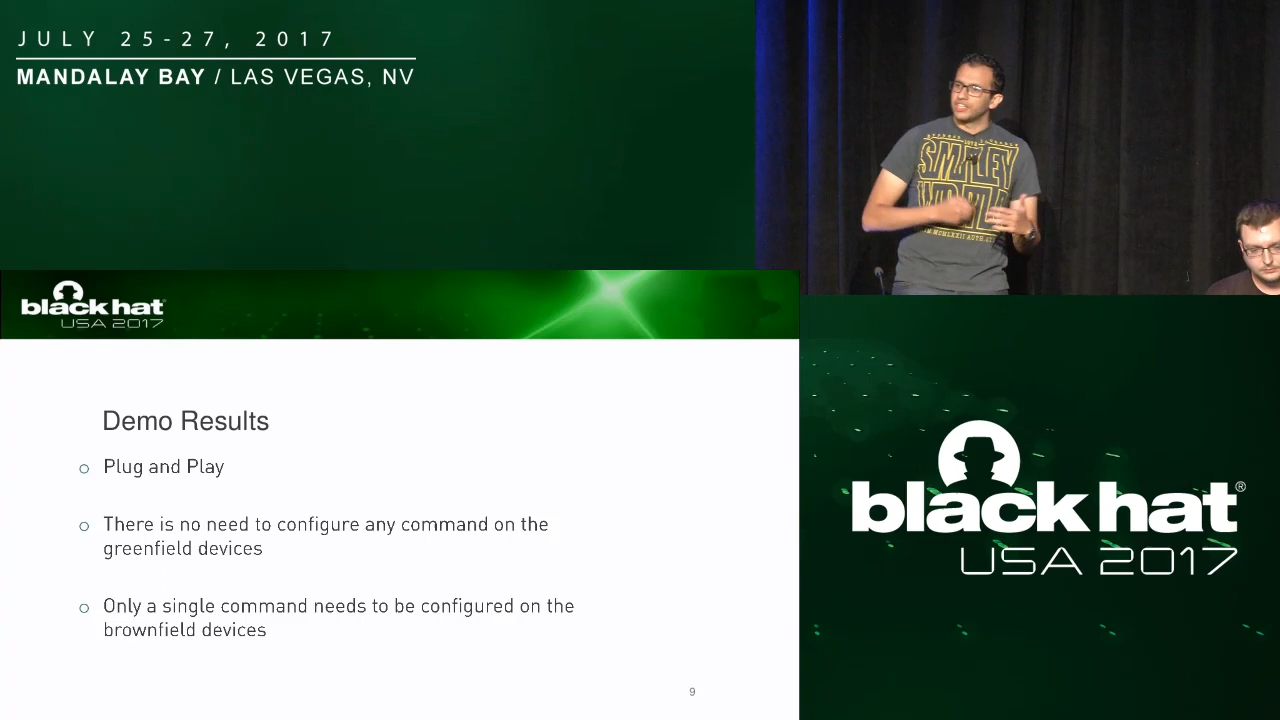 JULY 25-27, 2017
MANDALAY BAY / LAS VEGAS, NV
SMILEY
black hat
USA 2017
Demo Results
Plug and Play
There is no need to configure any command on the
greenfield devices
Only a single command needs to be configured on the
brownfield devices
9
black hat®
USA 2017